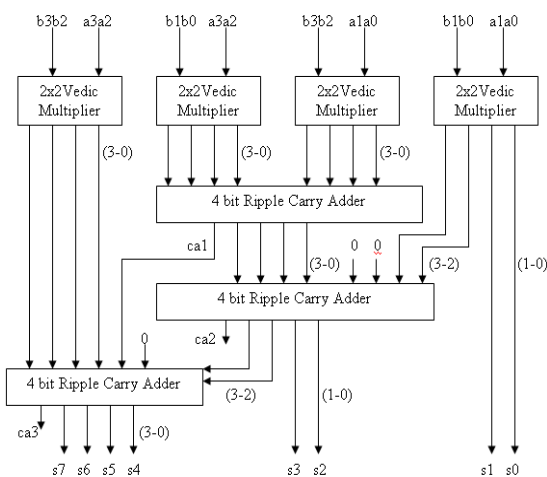 b3b2 a3a2 b1b0 a3a2 b3b2 a1a0 b1b0 a1a0
2x2Vedic Multiplier
2x2Vedic Multiplier
2x2Vedic Multiplier
2x2Vedic Multiplier
(3-0) (3-0) (3-0)
4 bit Ripple Carry Adder
ca1 0 0
(3-0) (3-2) (1-0)
4 bit Ripple Carry Adder
0 ca2
4 bit Ripple Carry Adder
(3-2) (1-0)
ca3 (3-0)
s7 s6 s5 s4 s3 s2 s1 s0